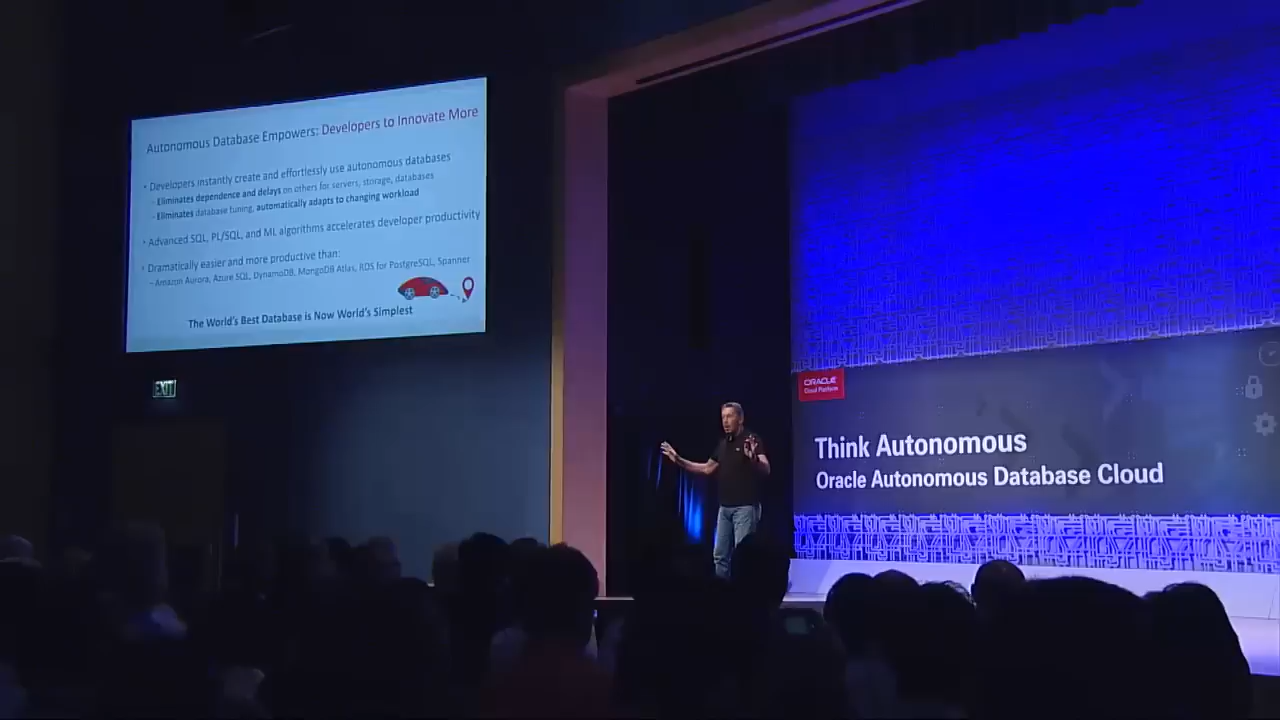 Autonomous Database Empowers: Developers to Innovate More
• Developers instantly create and effortlessly use autonomous databases
– Eliminates dependence and delays on others for servers, storage, databases
– Eliminates database tuning, automatically adapts to changing workload
• Advanced SQL, PL/SQL, and ML algorithms accelerates developer productivity
• Dramatically easier and more productive than:
– Amazon Aurora, Azure SQL, DynamoDB, MongoDB Atlas, RDS for PostgreSQL, Spanner
The World's Best Database is Now World's Simplest
EXIT
ORACLE
Cloud Platform
Think Autonomous
Oracle Autonomous Database Cloud